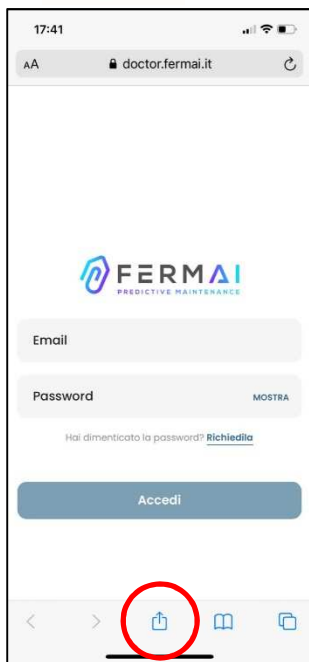 17:41
AA doctor.fermai.it
FERMAI
PREDICTIVE MAINTENANCE
Email
Password MOSTRA
Hai dimenticato la password? Richiedila
Accedi